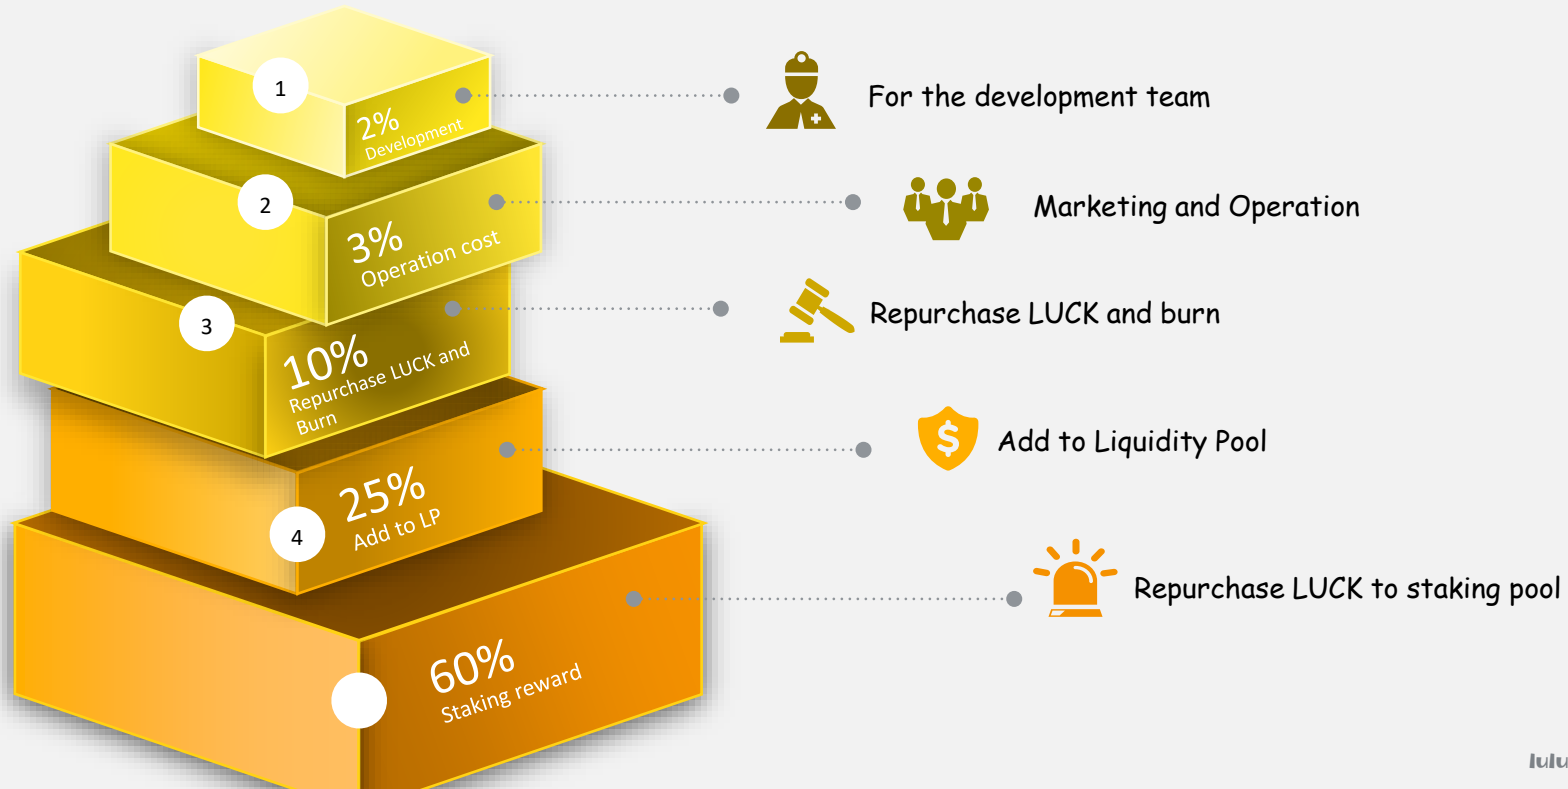 1
2%
Development
For the development team
2
3%
Operation cost
Marketing and Operation
3
10%
Repurchase LUCK and
Burn
Repurchase LUCK and burn
4
25%
Add to LP
Add to Liquidity Pool
60%
Staking reward
Repurchase LUCK to staking pool
lulu